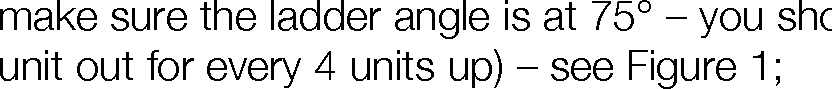 make sure the ladder angle is at 75° – you sho
unit out for every 4 units up) – see Figure 1;